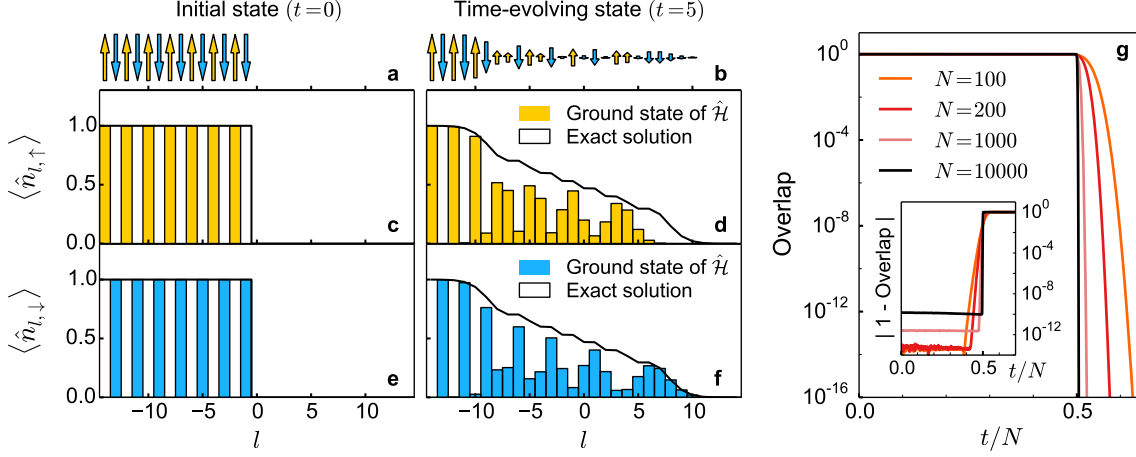 Initial state (t=0)
Time-evolving state (t=5)
a
b
g
⟨n̂_{l,↑}⟩
1.0
0.5
0.0
c
Ground state of Ĥ
Exact solution
d
⟨n̂_{l,↓}⟩
1.0
0.5
0.0
e
Ground state of Ĥ
Exact solution
f
−10 −5 0 5 10
l
−10 −5 0 5 10
l
Overlap
10^0
10^{-4}
10^{-8}
10^{-12}
10^{-16}
N=100
N=200
N=1000
N=10000
| 1 - Overlap |
10^0
10^{-4}
10^{-8}
10^{-12}
0.0 0.5 t/N
0.0 0.5
t/N